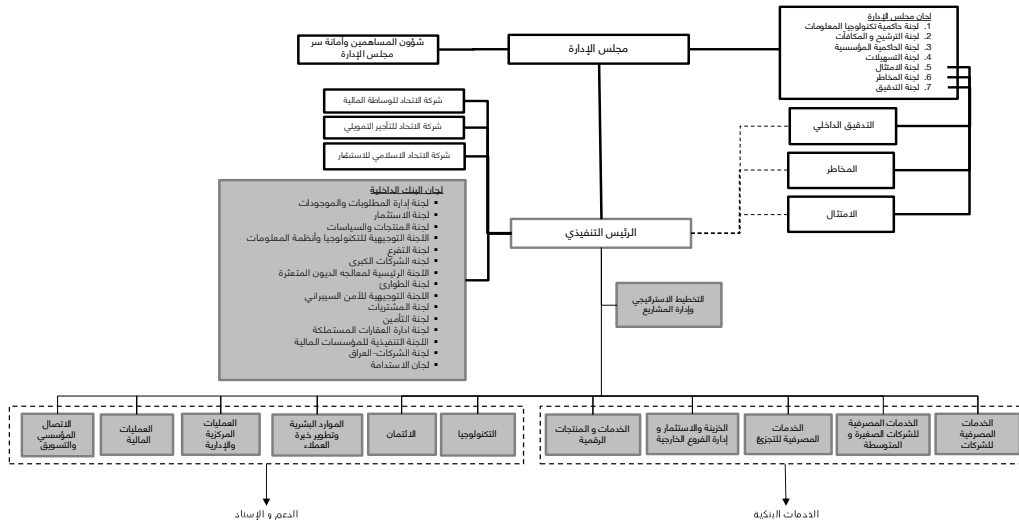 لجان مجلس الإدارة
1. لجنة حاكمية تكنولوجيا المعلومات
2. لجنة الترشيح و المكافآت
3. لجنة الحاكمية المؤسسية
4. لجنة التسهيلات
5. لجنة الامتثال
6. لجنة المخاطر
7. لجنة التدقيق
مجلس الإدارة
شؤون المساهمين وأمانة سر
مجلس الإدارة
شركة الاتحاد للوساطة المالية
شركة الاتحاد للتأجير التمويلي
شركة الاتحاد الاسلامي للاستثمار
التدقيق الداخلي
المخاطر
الامتثال
لجان البنك الداخلية
▪ لجنة إدارة المطلوبات والموجودات
▪ لجنة الاستثمار
▪ لجنة المنتجات والسياسات
▪ اللجنة التوجيهية للتكنولوجيا وأنظمة المعلومات
▪ لجنة التفرع
▪ لجنه الشركات الكبرى
▪ اللجنة الرئيسية لمعالجه الديون المتعثرة
▪ لجنة الطوارئ
▪ اللجنة التوجيهية للأمن السيبراني
▪ لجنة المشتريات
▪ لجنة التأمين
▪ لجنة ادارة العقارات المستملكة
▪ اللجنة التنفيذية للمؤسسات المالية
▪ لجنة الشركات-العراق
▪ لجان الاستدامة
الرئيس التنفيذي
التخطيط الاستراتيجي
وإدارة المشاريع
الخدمات
المصرفية
للشركات
الخدمات المصرفية
للشركات الصغيرة و
المتوسطة
الخدمات
المصرفية للتجزئة
الخزينة والاستثمار و
إدارة الفروع الخارجية
الخدمات و المنتجات
الرقمية
التكنولوجيا
الائتمان
الموارد البشرية
وتطوير خبرة
العملاء
العمليات
المركزية
والإدارية
العمليات
المالية
الاتصال
المؤسسي
والتسويق
الخدمات البنكية
الدعم و الإسناد